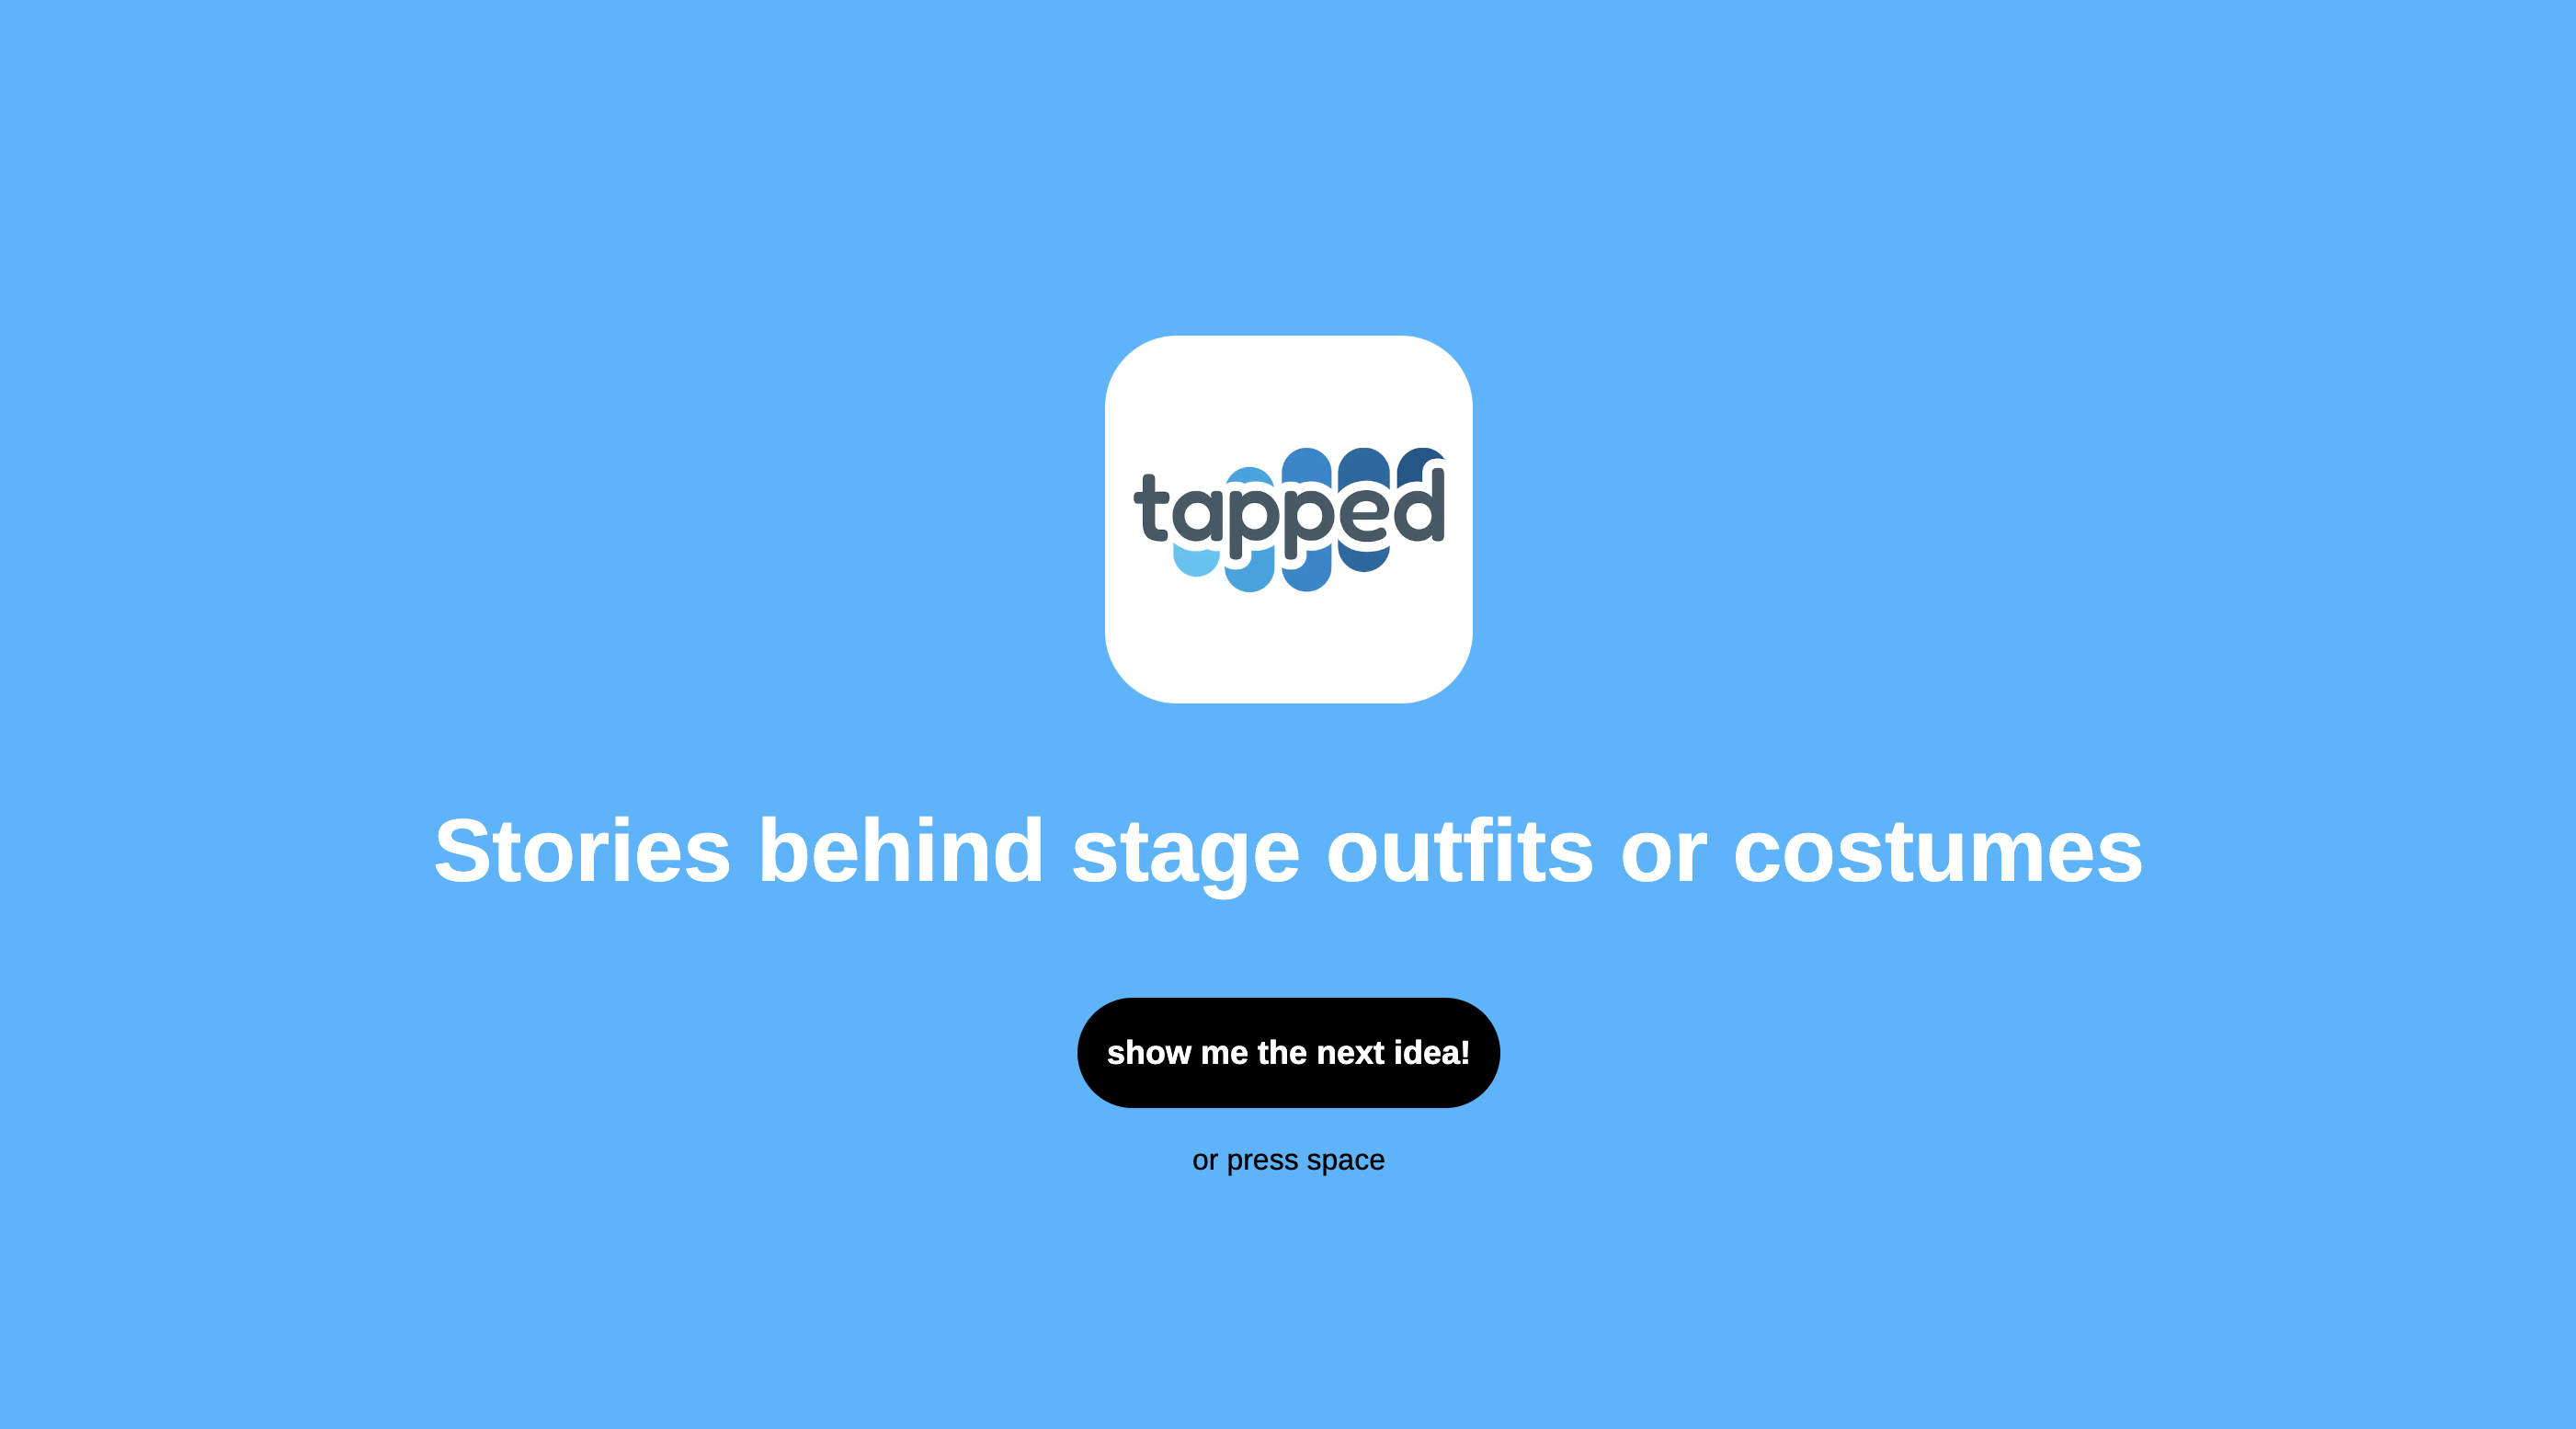 tapped
Stories behind stage outfits or costumes
show me the next idea!
or press space